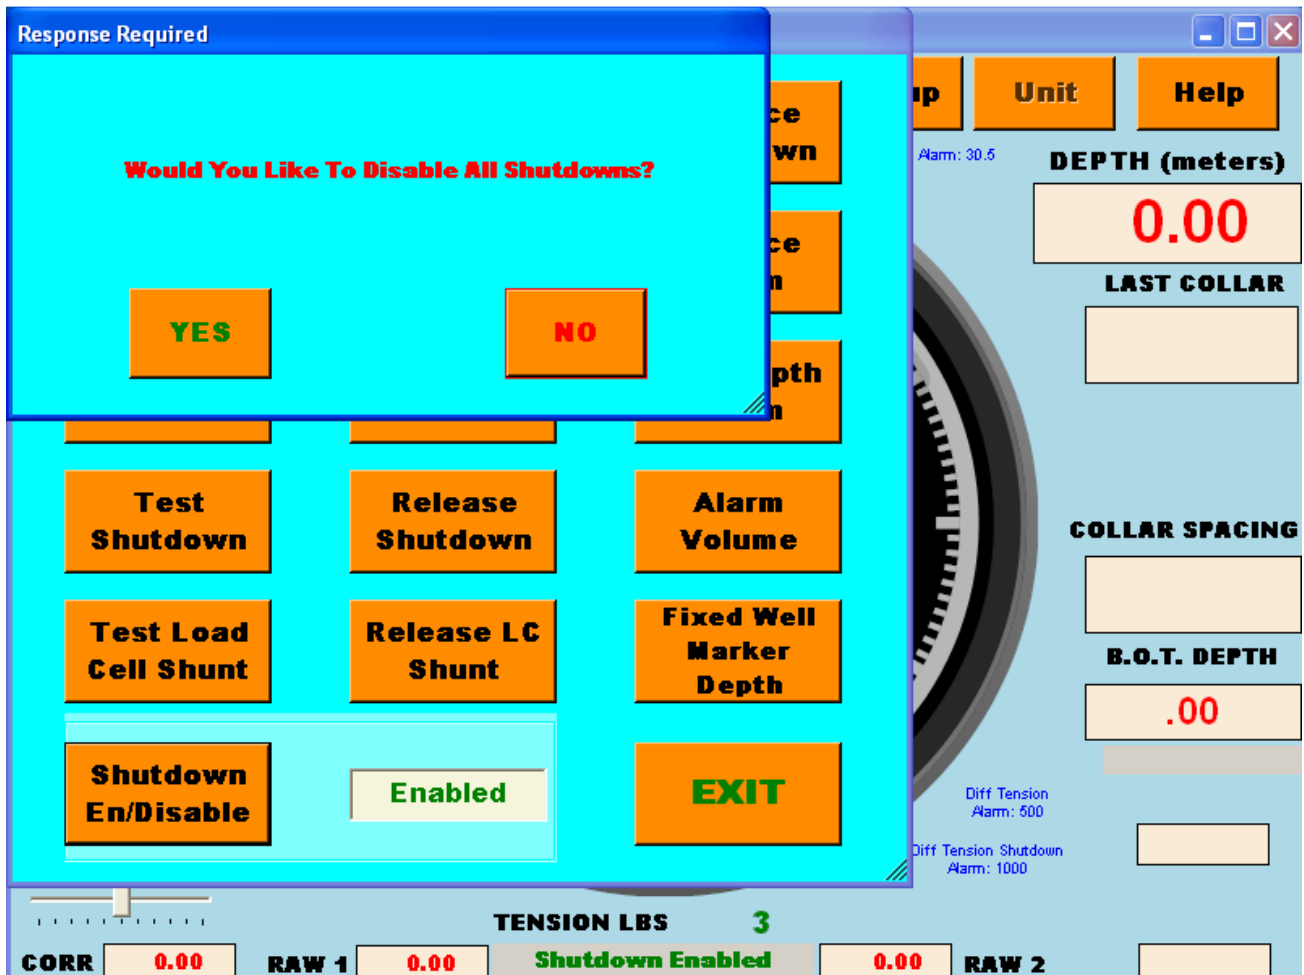 Response Required
Would You Like To Disable All Shutdowns?
YES
NO
Unit
Help
Alarm: 30.5
DEPTH (meters)
0.00
LAST COLLAR
Test
Shutdown
Release
Shutdown
Alarm
Volume
COLLAR SPACING
Test Load
Cell Shunt
Release LC
Shunt
Fixed Well
Marker
Depth
B.O.T. DEPTH
.00
Shutdown
En/Disable
Enabled
EXIT
Diff Tension
Alarm: 500
Diff Tension Shutdown
Alarm: 1000
TENSION LBS 3
CORR 0.00 RAW 1 0.00 Shutdown Enabled 0.00 RAW 2